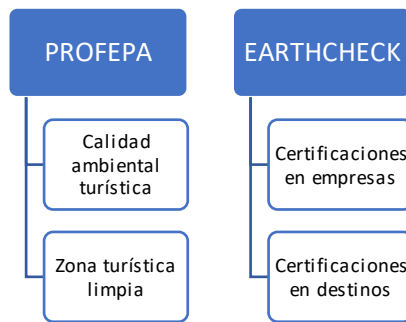 PROFEPA
Calidad
ambiental
turística
Zona turística
limpia
EARTHCHECK
Certificaciones
en empresas
Certificaciones
en destinos